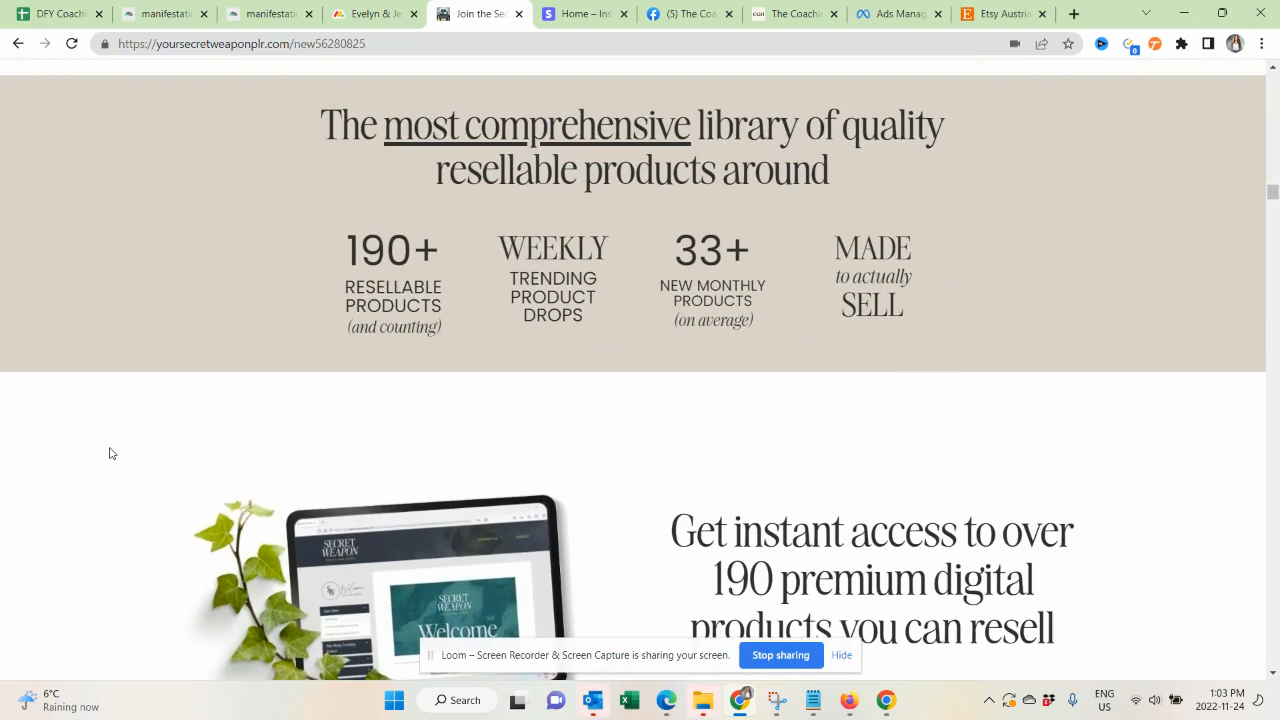 DFY Coachi
manifestati
manifestati
Evelyn & Je
Join the Sec
Home – Ins
(5) The Coa
The Coachi
Ads Manag
Etsy Austria
https://yoursecretweaponplr.com/new56280825
0
The most comprehensive library of quality
resellable products around
190+
RESELLABLE
PRODUCTS
(and counting)
WEEKLY
TRENDING
PRODUCT
DROPS
33+
NEW MONTHLY
PRODUCTS
(on average)
MADE
to actually
SELL
SECRET
WEAPON
SECRET
WEAPON
Welcome
Get instant access to over
190 premium digital
products you can resell
Loom – Screen Recorder & Screen Capture is sharing your screen.
Stop sharing
Hide
6°C
Raining now
Search
ENG
US
1:03 PM
2022-11-24